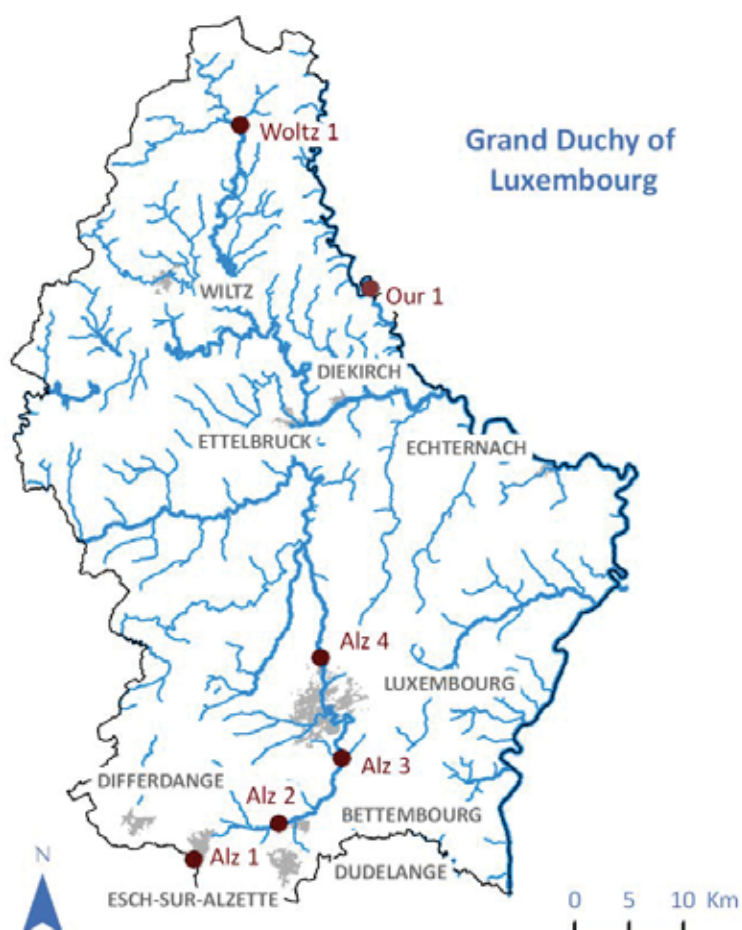 Woltz 1
Grand Duchy of
Luxembourg
WILTZ
Our 1
DIEKIRCH
ETTELBRUCK
ECHTERNACH
Alz 4
LUXEMBOURG
Alz 3
DIFFERDANGE
Alz 2
BETTEMBOURG
Alz 1
DUDELANGE
ESCH-SUR-ALZETTE
N
0 5 10 Km